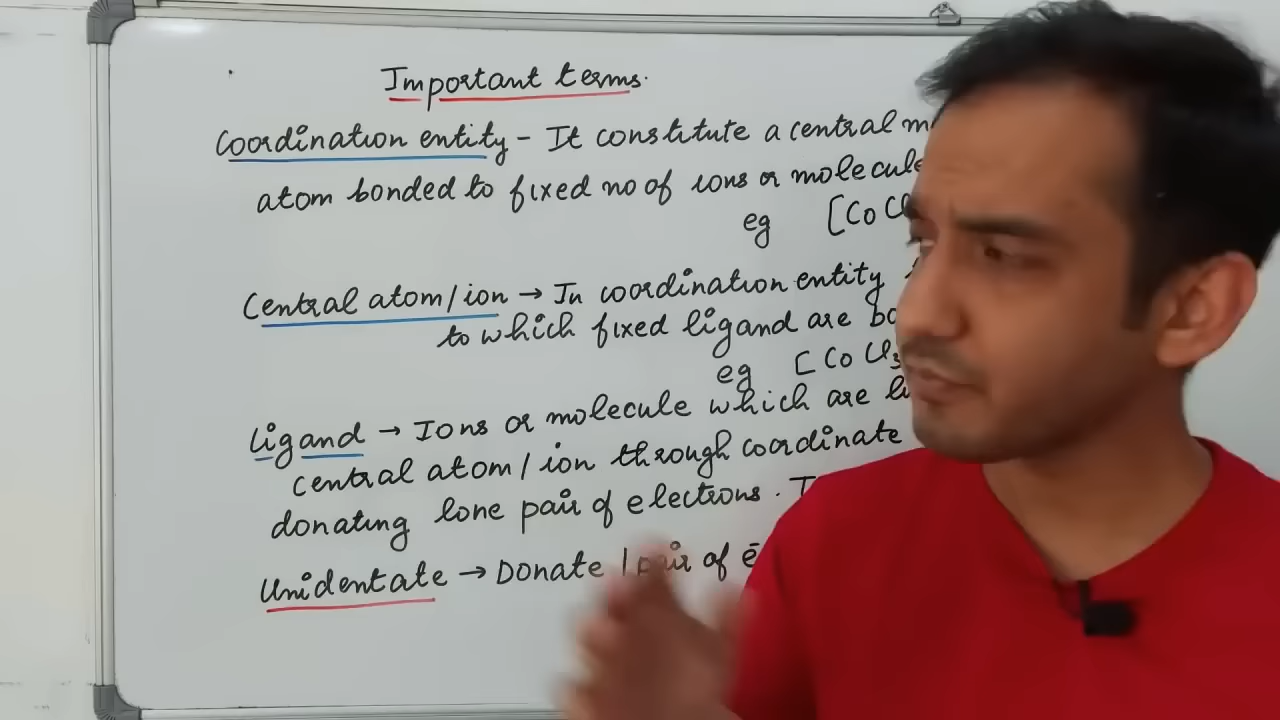 Important terms.
Coordination entity - It constitute a central
atom bonded to fixed no of ions or molecule
eg [Co Cl
Central atom/ion → In coordination entity
to which fixed ligand are
eg [Co Cl3
Ligand → Ions or molecule which are
central atom/ion through coordinate
donating lone pair of electrons.
Unidentate → Donate 1 pair of ē